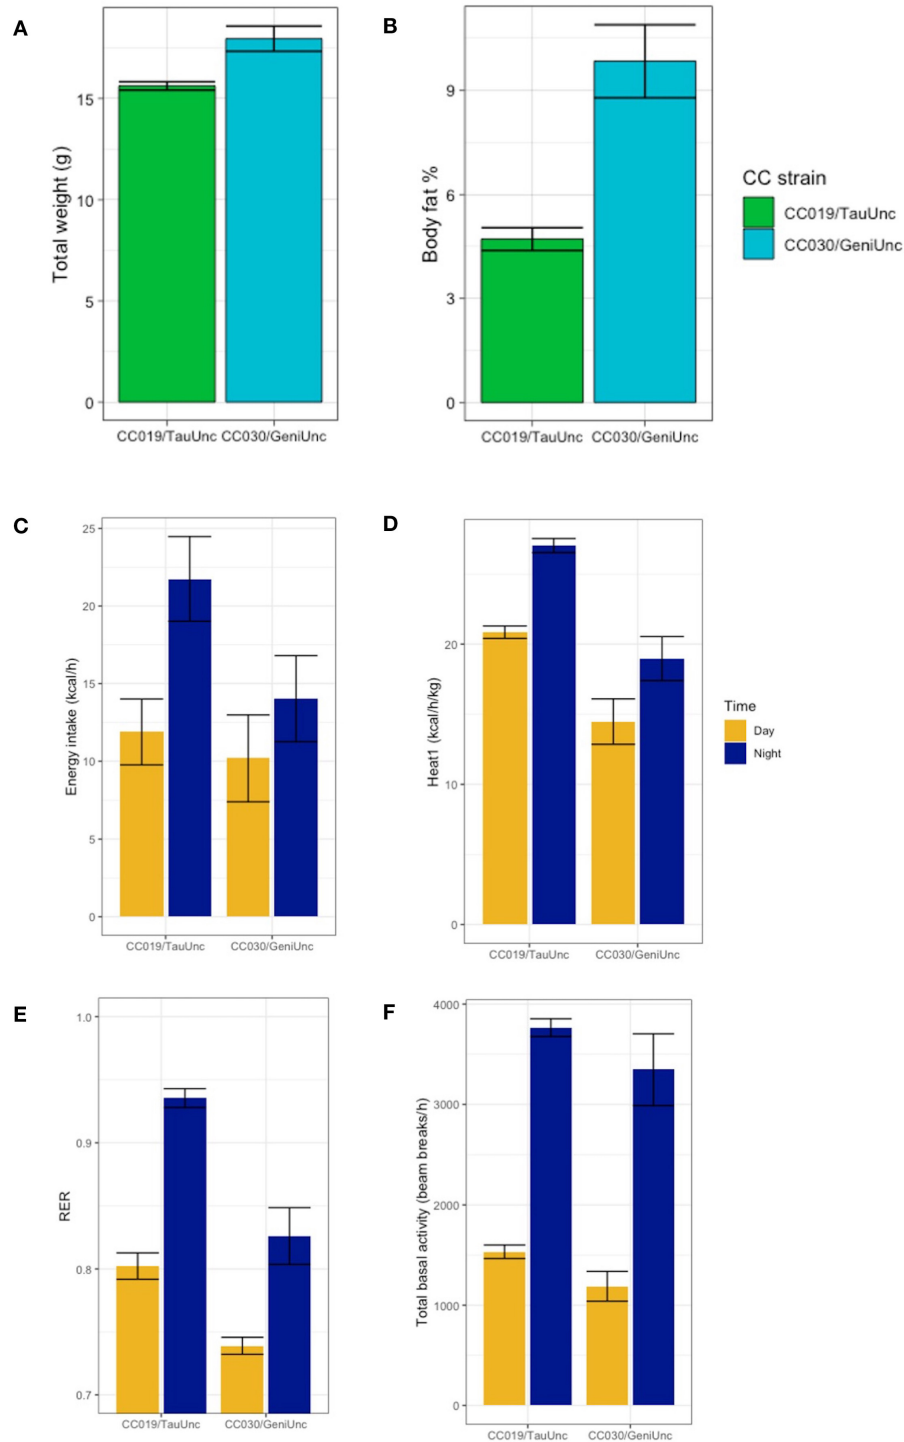 A
Total weight (g)
15
10
5
0
CC019/TauUnc CC030/GeniUnc
B
Body fat %
9
6
3
0
CC019/TauUnc CC030/GeniUnc
CC strain
CC019/TauUnc
CC030/GeniUnc
C
Energy intake (kcal/h)
25
20
15
10
5
0
CC019/TauUnc CC030/GeniUnc
D
Heat1 (kcal/h/kg)
20
10
0
CC019/TauUnc CC030/GeniUnc
Time
Day
Night
E
RER
1.0
0.9
0.8
0.7
CC019/TauUnc CC030/GeniUnc
F
Total basal activity (beam breaks/h)
4000
3000
2000
1000
0
CC019/TauUnc CC030/GeniUnc